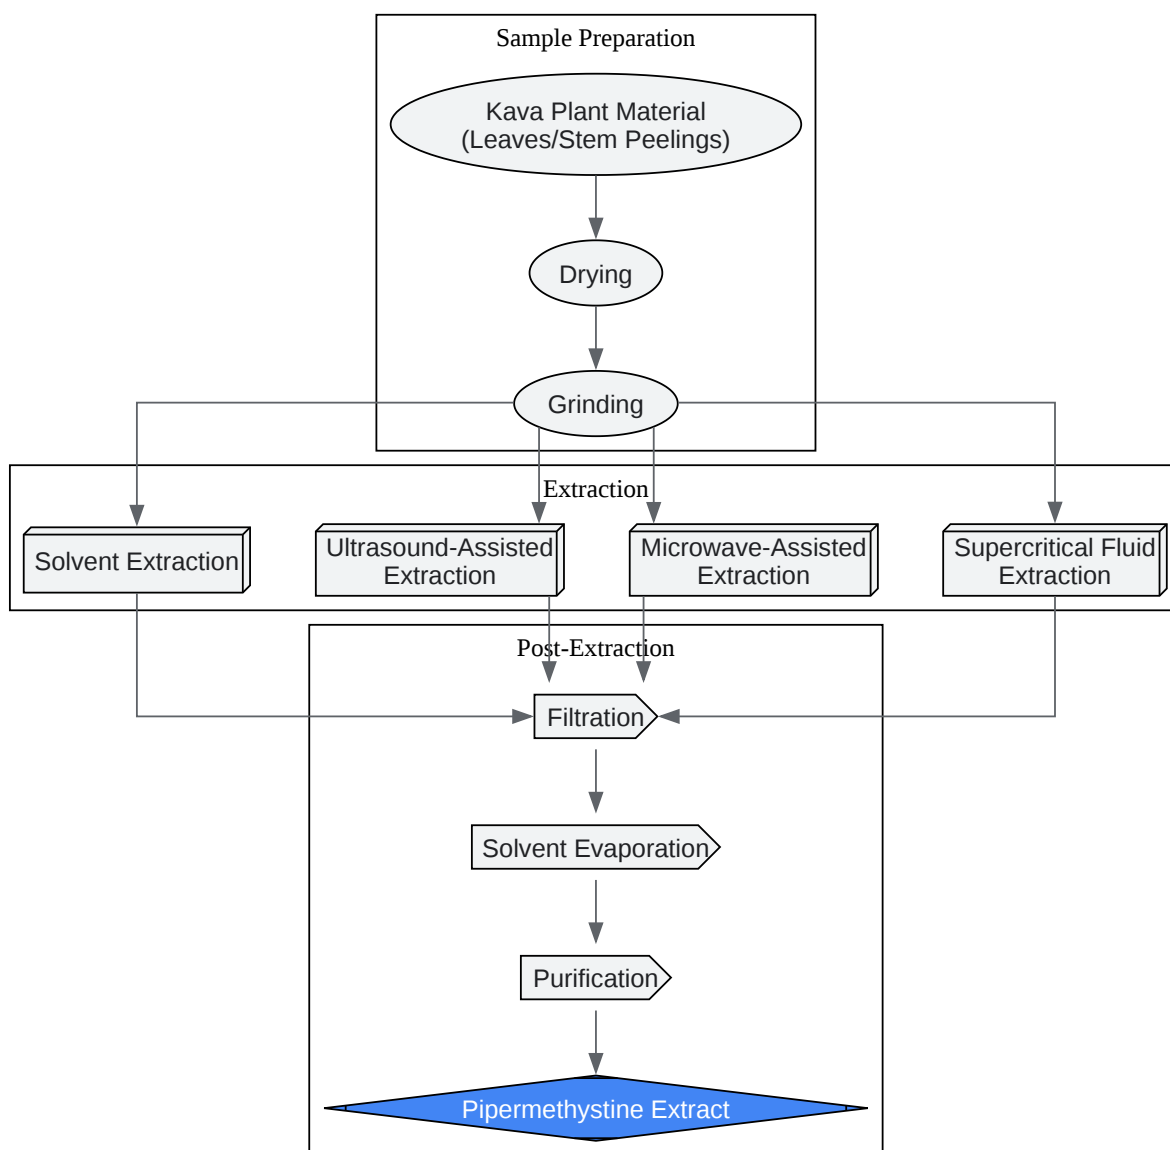 Sample Preparation
Kava Plant Material
(Leaves/Stem Peelings)
Drying
Grinding
Extraction
Solvent Extraction
Ultrasound-Assisted
Extraction
Microwave-Assisted
Extraction
Supercritical Fluid
Extraction
Post-Extraction
Filtration
Solvent Evaporation
Purification
Pipermethystine Extract